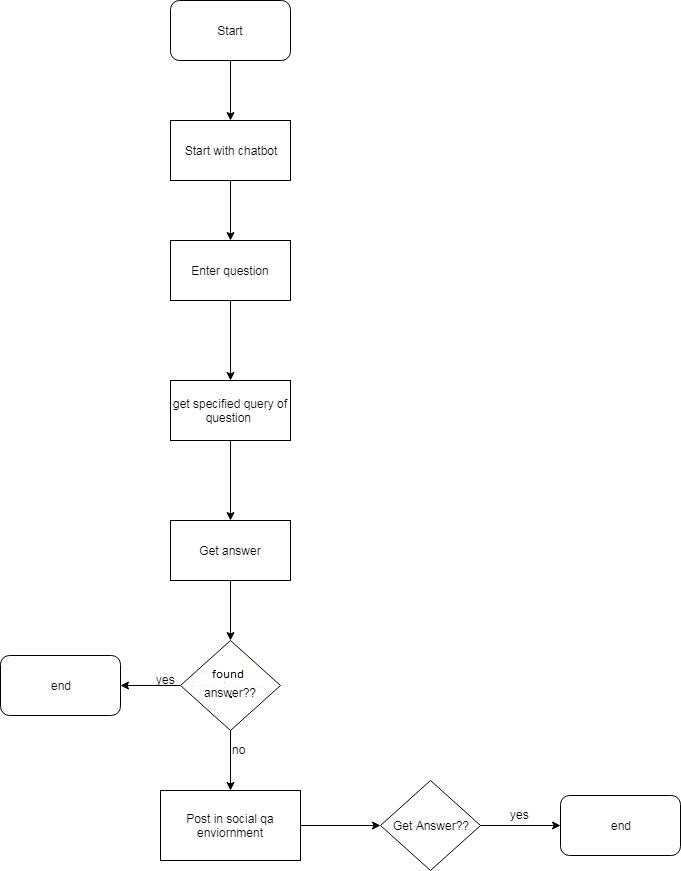 Start
Start with chatbot
Enter question
get specified query of
question
Get answer
found
answer??
yes
end
no
Post in social qa
enviornment
Get Answer??
yes
end